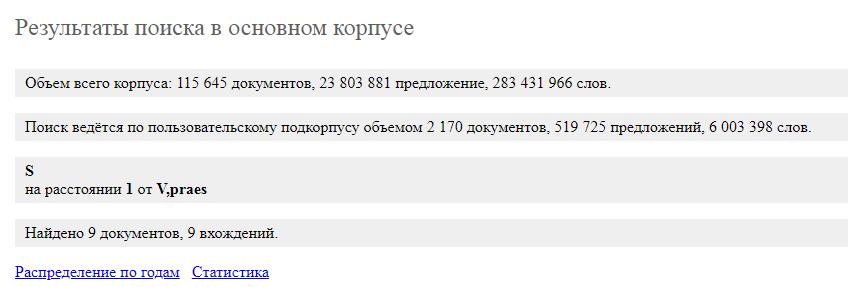 Результаты поиска в основном корпусе
Объем всего корпуса: 115 645 документов, 23 803 881 предложение, 283 431 966 слов.
Поиск ведётся по пользовательскому подкорпусу объемом 2 170 документов, 519 725 предложений, 6 003 398 слов.
S
на расстоянии 1 от V,praes
Найдено 9 документов, 9 вхождений.
Распределение по годам Статистика